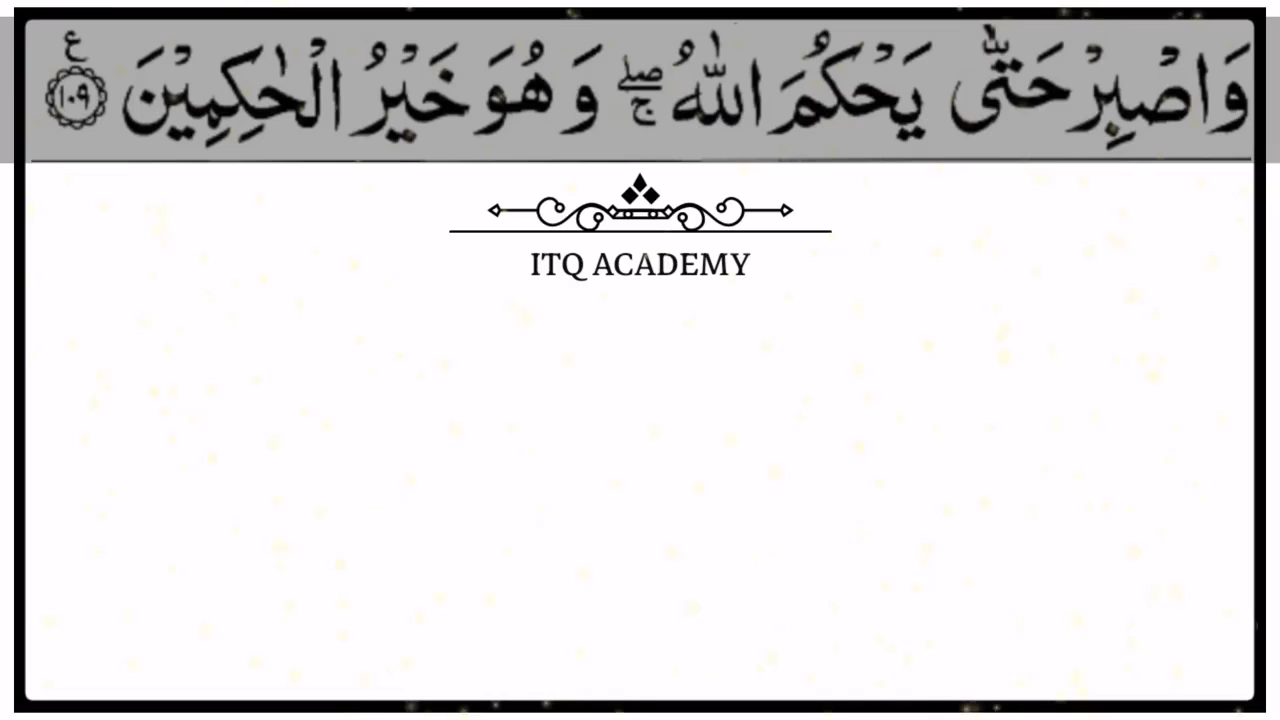 وَاصْبِرْ حَتّٰى يَحْكُمَ اللّٰهُ ۖۚ وَهُوَ خَيْرُ الْحٰكِمِيْنَ ۝١٠٩ ع
ITQ ACADEMY